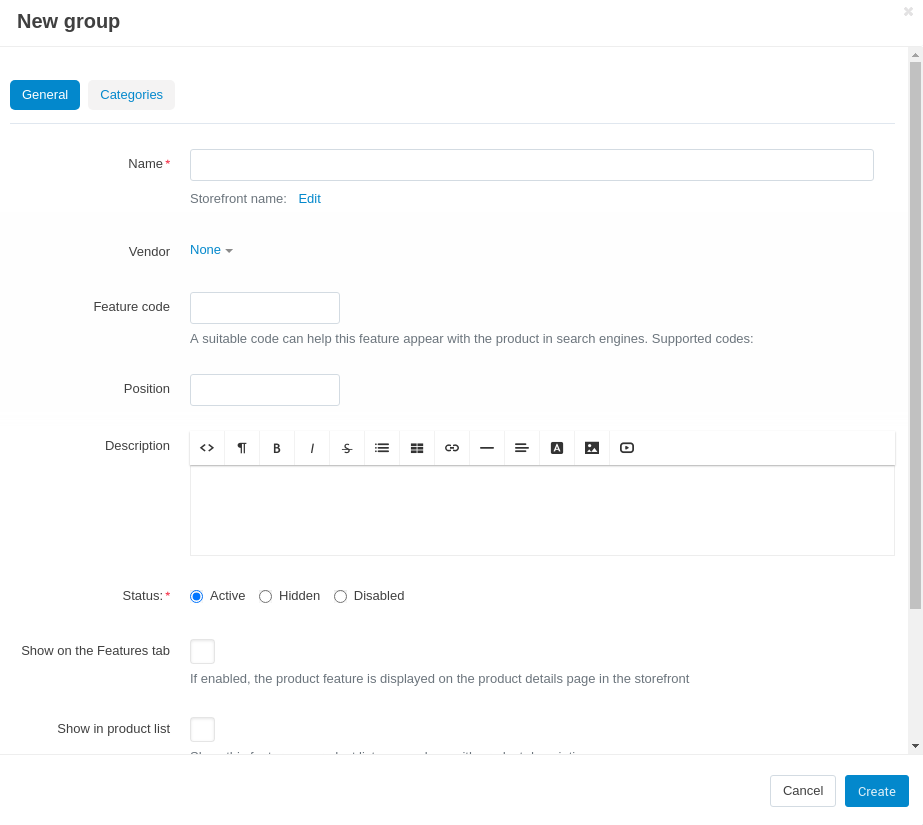 New group
General Categories
Name*
Storefront name: Edit
Vendor None
Feature code
A suitable code can help this feature appear with the product in search engines. Supported codes:
Position
Description
Status:* Active Hidden Disabled
Show on the Features tab
If enabled, the product feature is displayed on the product details page in the storefront
Show in product list
Cancel Create